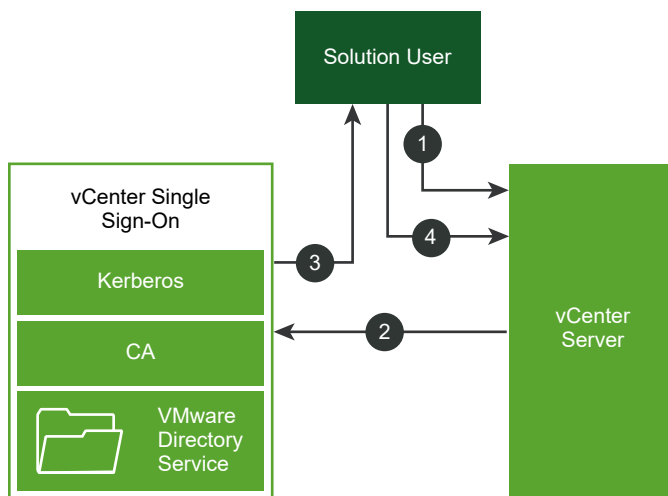 Solution User
1
vCenter Single
Sign-On
3
4
Kerberos
vCenter
Server
2
CA
VMware
Directory
Service